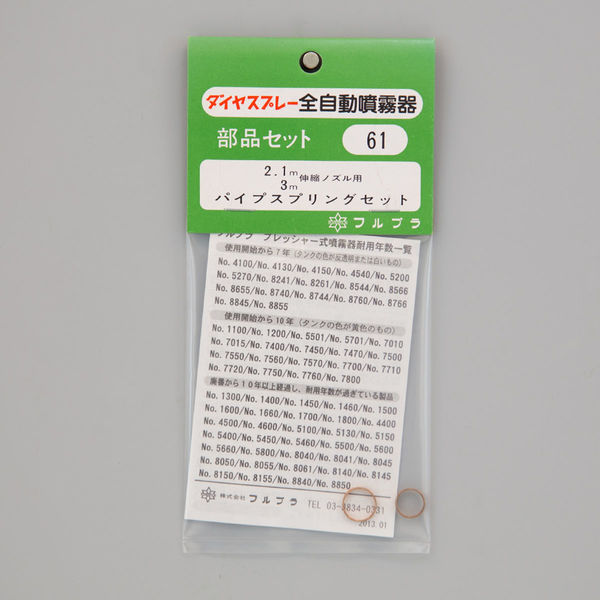 ダイヤスプレー全自動噴霧器
部品セット 61
2.1m
3m 伸縮ノズル用
パイプスプリングセット
フルプラ
フルプラ プレッシャー式噴霧器耐用年数一覧
使用開始から7年(タンクの色が反透明または白いもの)
No.4100/No.4130/No.4150/No.4540/No.5200
No.5270/No.8241/No.8261/No.8544/No.8566
No.8655/No.8740/No.8744/No.8760/No.8766
No.8845/No.8855
使用開始から10年(タンクの色が黄色のもの)
No.1100/No.1200/No.5501/No.5701/No.7010
No.7015/No.7400/No.7450/No.7470/No.7500
No.7550/No.7560/No.7570/No.7700/No.7710
No.7720/No.7750/No.7760/No.7800
廃番から10年以上経過し、耐用年数が過ぎている製品
No.1300/No.1400/No.1450/No.1460/No.1500
No.1600/No.1660/No.1700/No.1800/No.4400
No.4500/No.4600/No.5100/No.5130/No.5150
No.5400/No.5450/No.5460/No.5500/No.5600
No.5660/No.5800/No.8040/No.8041/No.8045
No.8050/No.8055/No.8061/No.8140/No.8145
No.8150/No.8155/No.8840/No.8850
株式会社 フルプラ TEL 03-3834-0331
2013.01